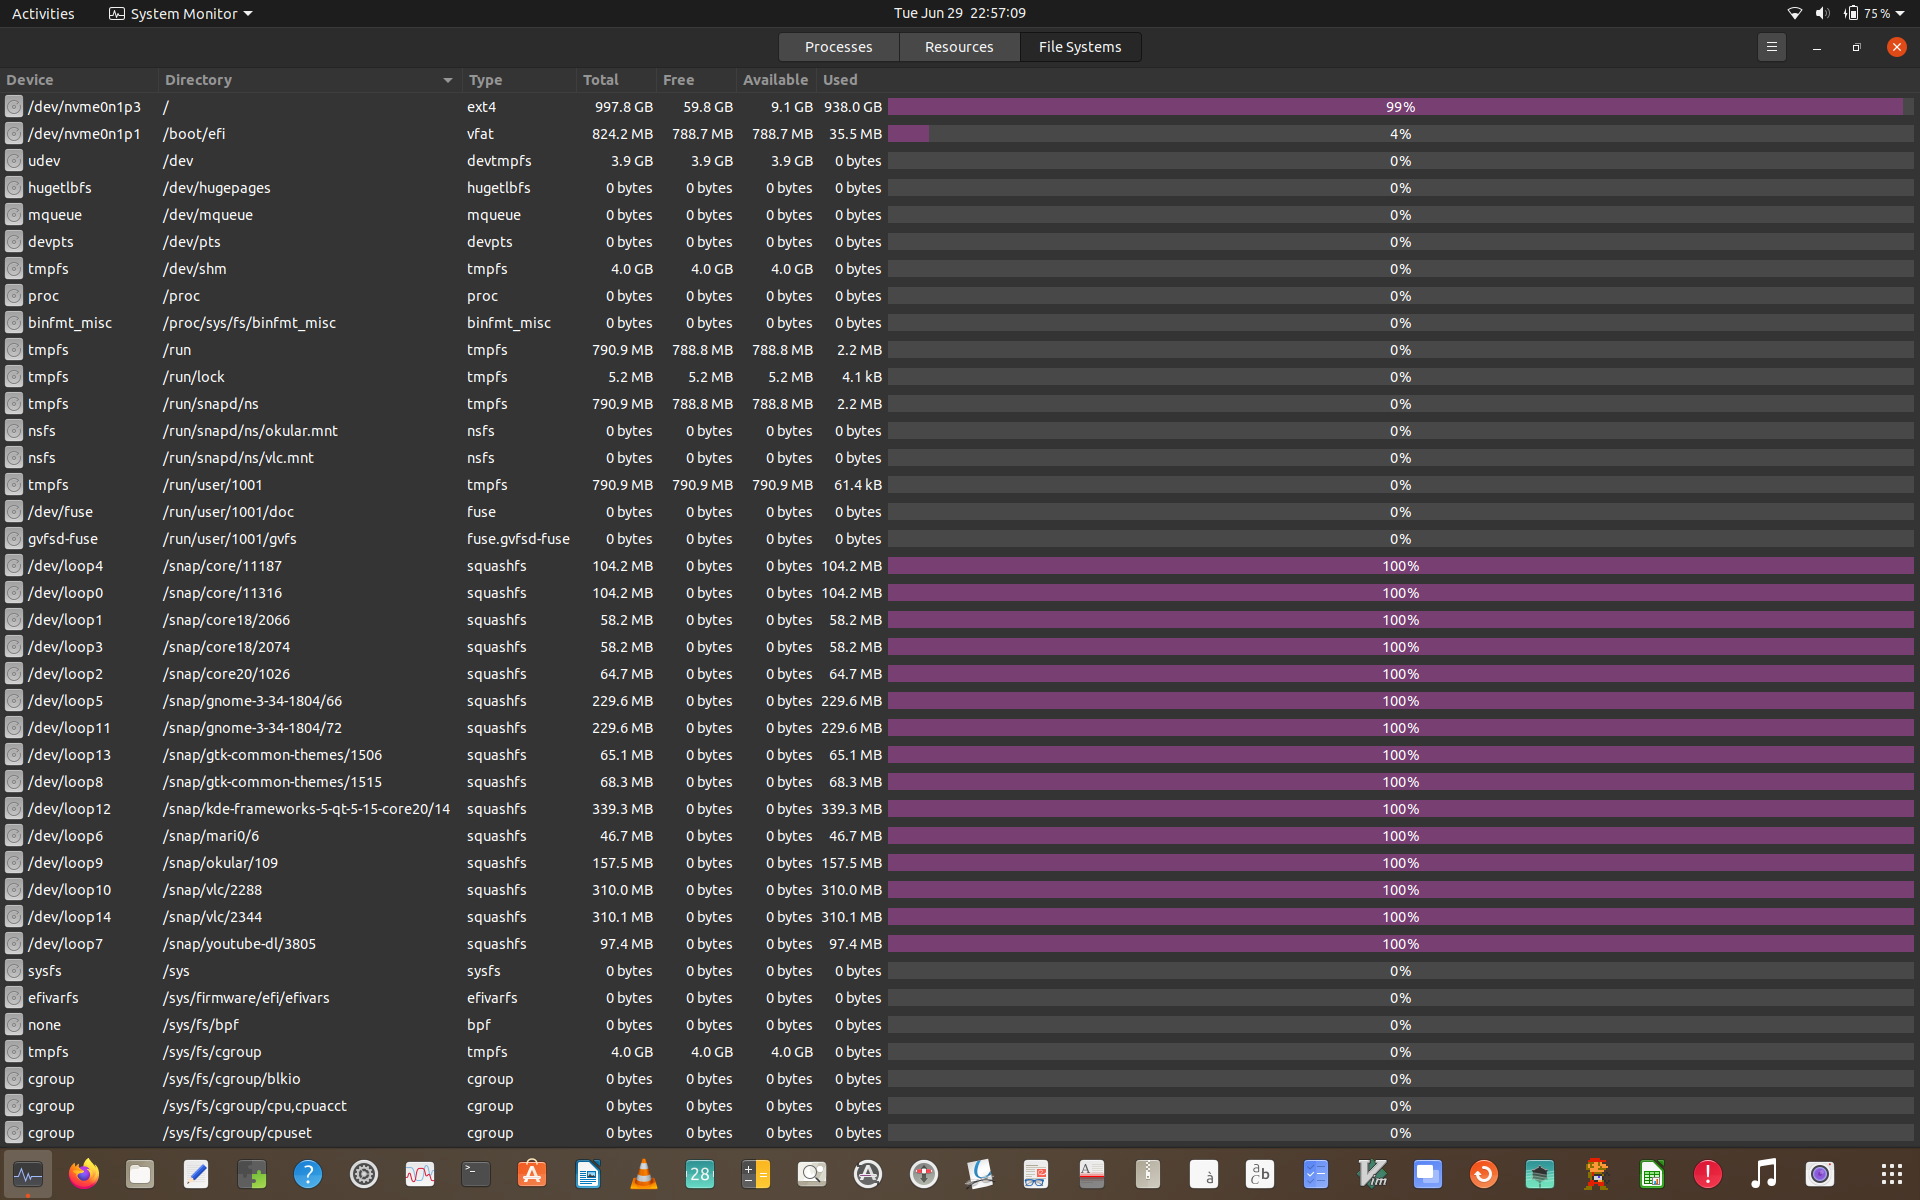 Activities System Monitor Tue Jun 29 22:57:09 75 %
Processes Resources File Systems
Device Directory Type Total Free Available Used
/dev/nvme0n1p3 / ext4 997.8 GB 59.8 GB 9.1 GB 938.0 GB 99%
/dev/nvme0n1p1 /boot/efi vfat 824.2 MB 788.7 MB 788.7 MB 35.5 MB 4%
udev /dev devtmpfs 3.9 GB 3.9 GB 3.9 GB 0 bytes 0%
hugetlbfs /dev/hugepages hugetlbfs 0 bytes 0 bytes 0 bytes 0 bytes 0%
mqueue /dev/mqueue mqueue 0 bytes 0 bytes 0 bytes 0 bytes 0%
devpts /dev/pts devpts 0 bytes 0 bytes 0 bytes 0 bytes 0%
tmpfs /dev/shm tmpfs 4.0 GB 4.0 GB 4.0 GB 0 bytes 0%
proc /proc proc 0 bytes 0 bytes 0 bytes 0 bytes 0%
binfmt_misc /proc/sys/fs/binfmt_misc binfmt_misc 0 bytes 0 bytes 0 bytes 0 bytes 0%
tmpfs /run tmpfs 790.9 MB 788.8 MB 788.8 MB 2.2 MB 0%
tmpfs /run/lock tmpfs 5.2 MB 5.2 MB 5.2 MB 4.1 kB 0%
tmpfs /run/snapd/ns tmpfs 790.9 MB 788.8 MB 788.8 MB 2.2 MB 0%
nsfs /run/snapd/ns/okular.mnt nsfs 0 bytes 0 bytes 0 bytes 0 bytes 0%
nsfs /run/snapd/ns/vlc.mnt nsfs 0 bytes 0 bytes 0 bytes 0 bytes 0%
tmpfs /run/user/1001 tmpfs 790.9 MB 790.9 MB 790.9 MB 61.4 kB 0%
/dev/fuse /run/user/1001/doc fuse 0 bytes 0 bytes 0 bytes 0 bytes 0%
gvfsd-fuse /run/user/1001/gvfs fuse.gvfsd-fuse 0 bytes 0 bytes 0 bytes 0 bytes 0%
/dev/loop4 /snap/core/11187 squashfs 104.2 MB 0 bytes 0 bytes 104.2 MB 100%
/dev/loop0 /snap/core/11316 squashfs 104.2 MB 0 bytes 0 bytes 104.2 MB 100%
/dev/loop1 /snap/core18/2066 squashfs 58.2 MB 0 bytes 0 bytes 58.2 MB 100%
/dev/loop3 /snap/core18/2074 squashfs 58.2 MB 0 bytes 0 bytes 58.2 MB 100%
/dev/loop2 /snap/core20/1026 squashfs 64.7 MB 0 bytes 0 bytes 64.7 MB 100%
/dev/loop5 /snap/gnome-3-34-1804/66 squashfs 229.6 MB 0 bytes 0 bytes 229.6 MB 100%
/dev/loop11 /snap/gnome-3-34-1804/72 squashfs 229.6 MB 0 bytes 0 bytes 229.6 MB 100%
/dev/loop13 /snap/gtk-common-themes/1506 squashfs 65.1 MB 0 bytes 0 bytes 65.1 MB 100%
/dev/loop8 /snap/gtk-common-themes/1515 squashfs 68.3 MB 0 bytes 0 bytes 68.3 MB 100%
/dev/loop12 /snap/kde-frameworks-5-qt-5-15-core20/14 squashfs 339.3 MB 0 bytes 0 bytes 339.3 MB 100%
/dev/loop6 /snap/mari0/6 squashfs 46.7 MB 0 bytes 0 bytes 46.7 MB 100%
/dev/loop9 /snap/okular/109 squashfs 157.5 MB 0 bytes 0 bytes 157.5 MB 100%
/dev/loop10 /snap/vlc/2288 squashfs 310.0 MB 0 bytes 0 bytes 310.0 MB 100%
/dev/loop14 /snap/vlc/2344 squashfs 310.1 MB 0 bytes 0 bytes 310.1 MB 100%
/dev/loop7 /snap/youtube-dl/3805 squashfs 97.4 MB 0 bytes 0 bytes 97.4 MB 100%
sysfs /sys sysfs 0 bytes 0 bytes 0 bytes 0 bytes 0%
efivarfs /sys/firmware/efi/efivars efivarfs 0 bytes 0 bytes 0 bytes 0 bytes 0%
none /sys/fs/bpf bpf 0 bytes 0 bytes 0 bytes 0 bytes 0%
tmpfs /sys/fs/cgroup tmpfs 4.0 GB 4.0 GB 4.0 GB 0 bytes 0%
cgroup /sys/fs/cgroup/blkio cgroup 0 bytes 0 bytes 0 bytes 0 bytes 0%
cgroup /sys/fs/cgroup/cpu,cpuacct cgroup 0 bytes 0 bytes 0 bytes 0 bytes 0%
cgroup /sys/fs/cgroup/cpuset cgroup 0 bytes 0 bytes 0 bytes 0 bytes 0%
28 à a b c Vim